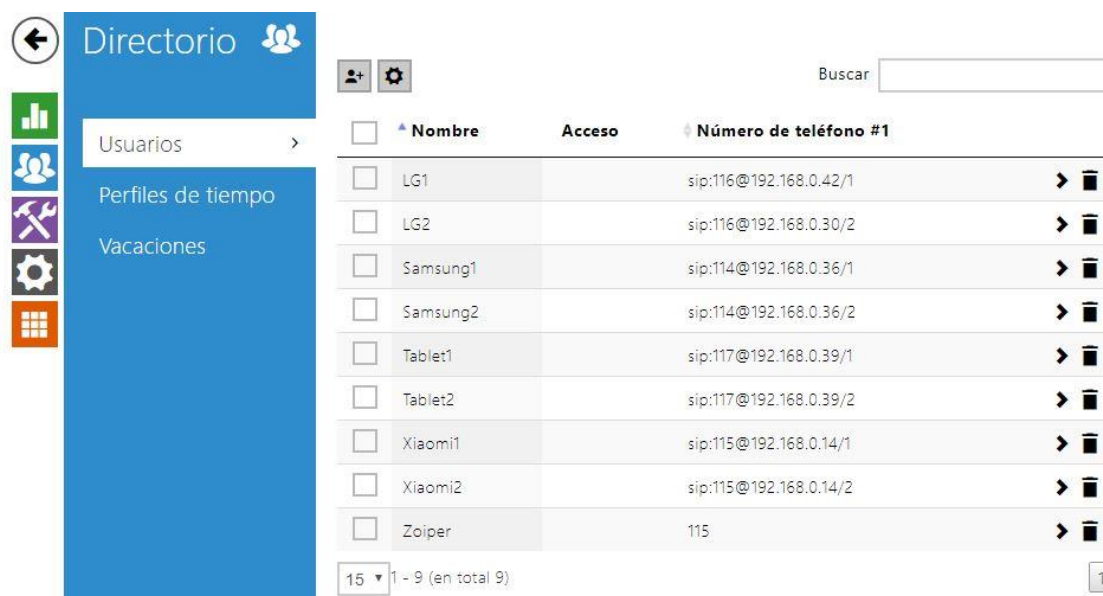 Directorio
Buscar
Nombre Acceso Número de teléfono #1
Usuarios
Perfiles de tiempo
Vacaciones
LG1 sip:116@192.168.0.42/1
LG2 sip:116@192.168.0.30/2
Samsung1 sip:114@192.168.0.36/1
Samsung2 sip:114@192.168.0.36/2
Tablet1 sip:117@192.168.0.39/1
Tablet2 sip:117@192.168.0.39/2
Xiaomi1 sip:115@192.168.0.14/1
Xiaomi2 sip:115@192.168.0.14/2
Zoiper 115
15 1 - 9 (en total 9)
1